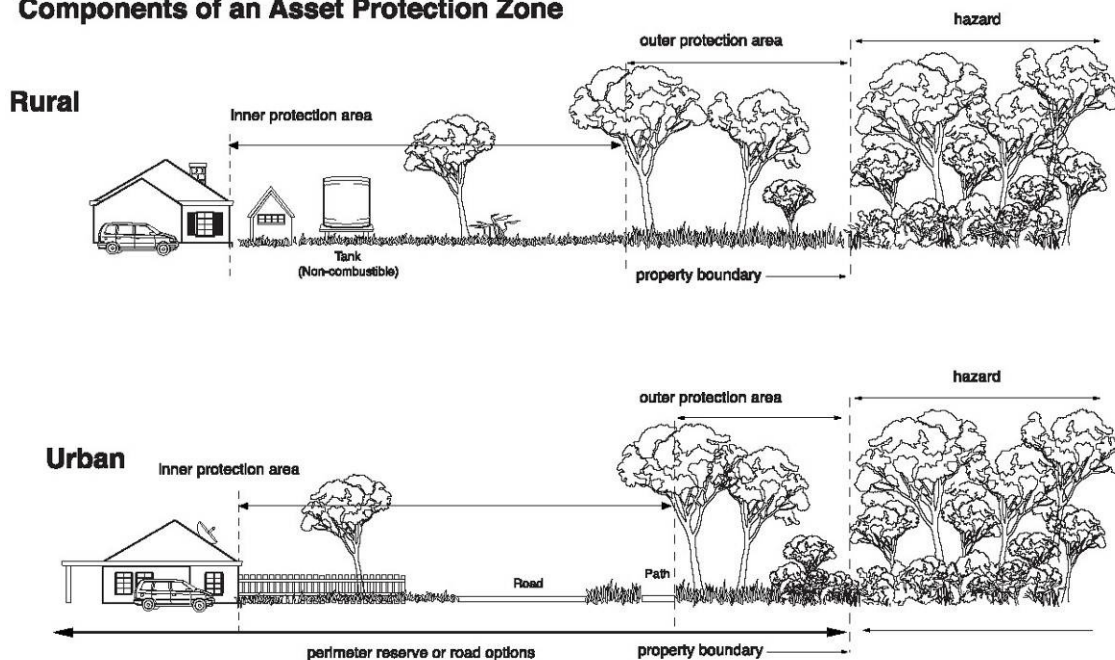 Components of an Asset Protection Zone
hazard
outer protection area
Rural
Inner protection area
Tank
(Non-combustible)
property boundary
hazard
outer protection area
Urban
Inner protection area
Road
Path
perimeter reserve or road options
property boundary